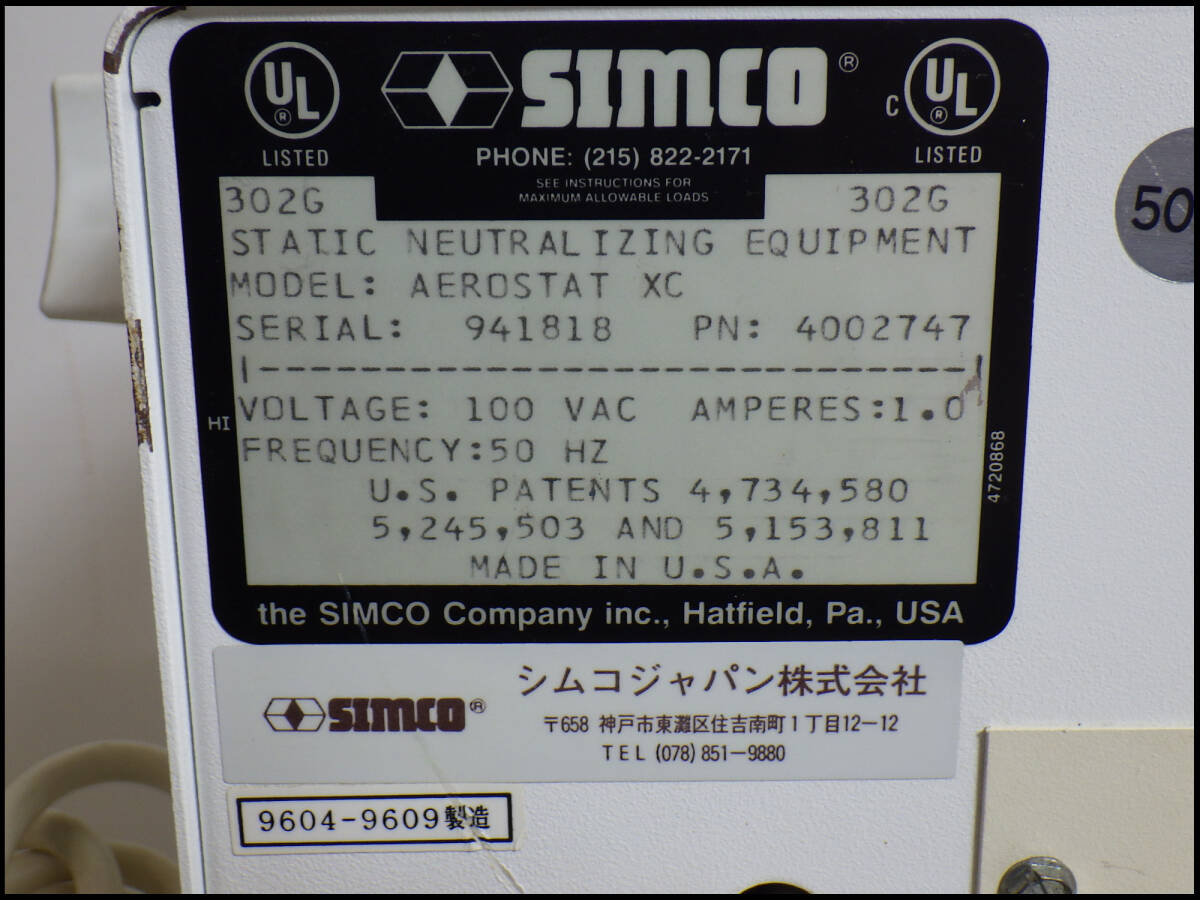 UL ® LISTED
SIMCO®
C UL ® LISTED
PHONE: (215) 822-2171
SEE INSTRUCTIONS FOR
MAXIMUM ALLOWABLE LOADS
302G 302G
STATIC NEUTRALIZING EQUIPMENT
MODEL: AEROSTAT XC
SERIAL: 941818 PN: 4002747
|------------------------------|
VOLTAGE: 100 VAC AMPERES:1.0
FREQUENCY:50 HZ
U.S. PATENTS 4,734,580
5,245,503 AND 5,153,811
MADE IN U.S.A.
HI
4720868
the SIMCO Company inc., Hatfield, Pa., USA
50
SIMCO®
シムコジャパン株式会社
〒658 神戸市東灘区住吉南町1丁目12-12
TEL (078) 851-9880
9604-9609製造